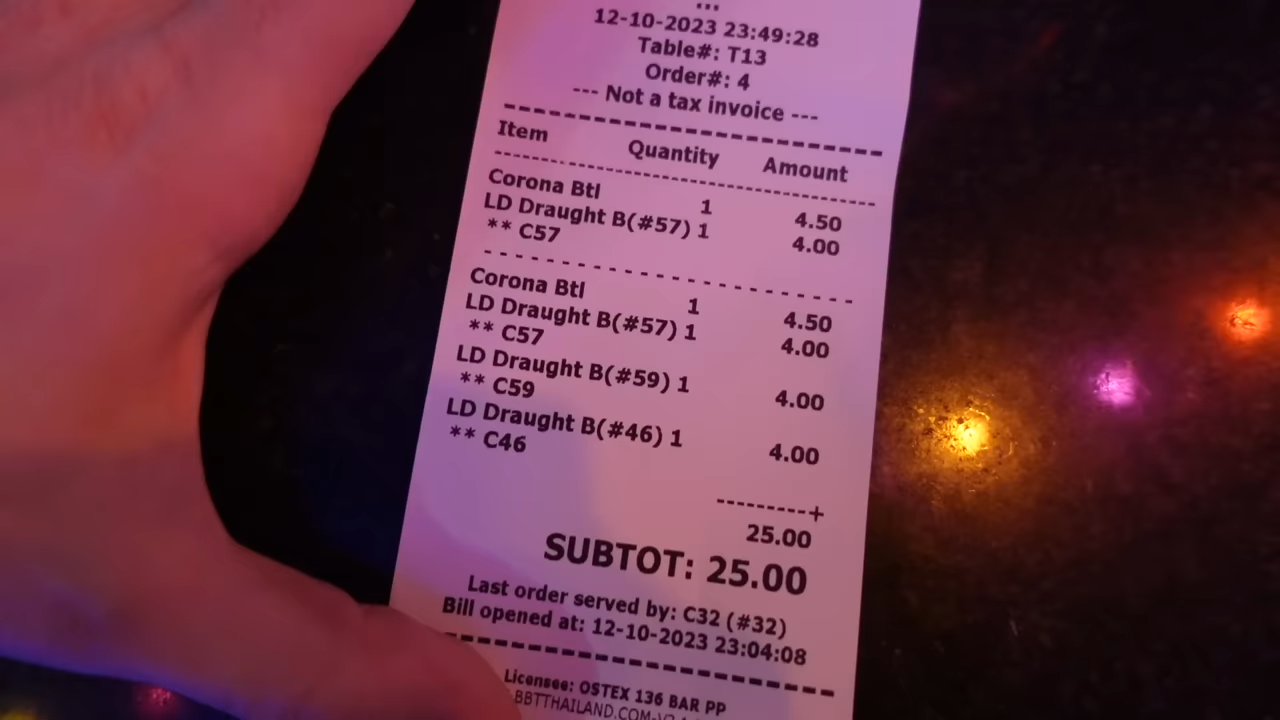 ...
12-10-2023 23:49:28
Table#: T13
Order#: 4
--- Not a tax invoice ---
Item Quantity Amount
Corona Btl 1 4.50
LD Draught B(#57) 1 4.00
** C57
Corona Btl 1 4.50
LD Draught B(#57) 1 4.00
** C57
LD Draught B(#59) 1 4.00
** C59
LD Draught B(#46) 1 4.00
** C46
---------+
25.00
SUBTOT: 25.00
Last order served by: C32 (#32)
Bill opened at: 12-10-2023 23:04:08
Licensee: OSTEX 136 BAR PP
BBTTHAILAND.COM